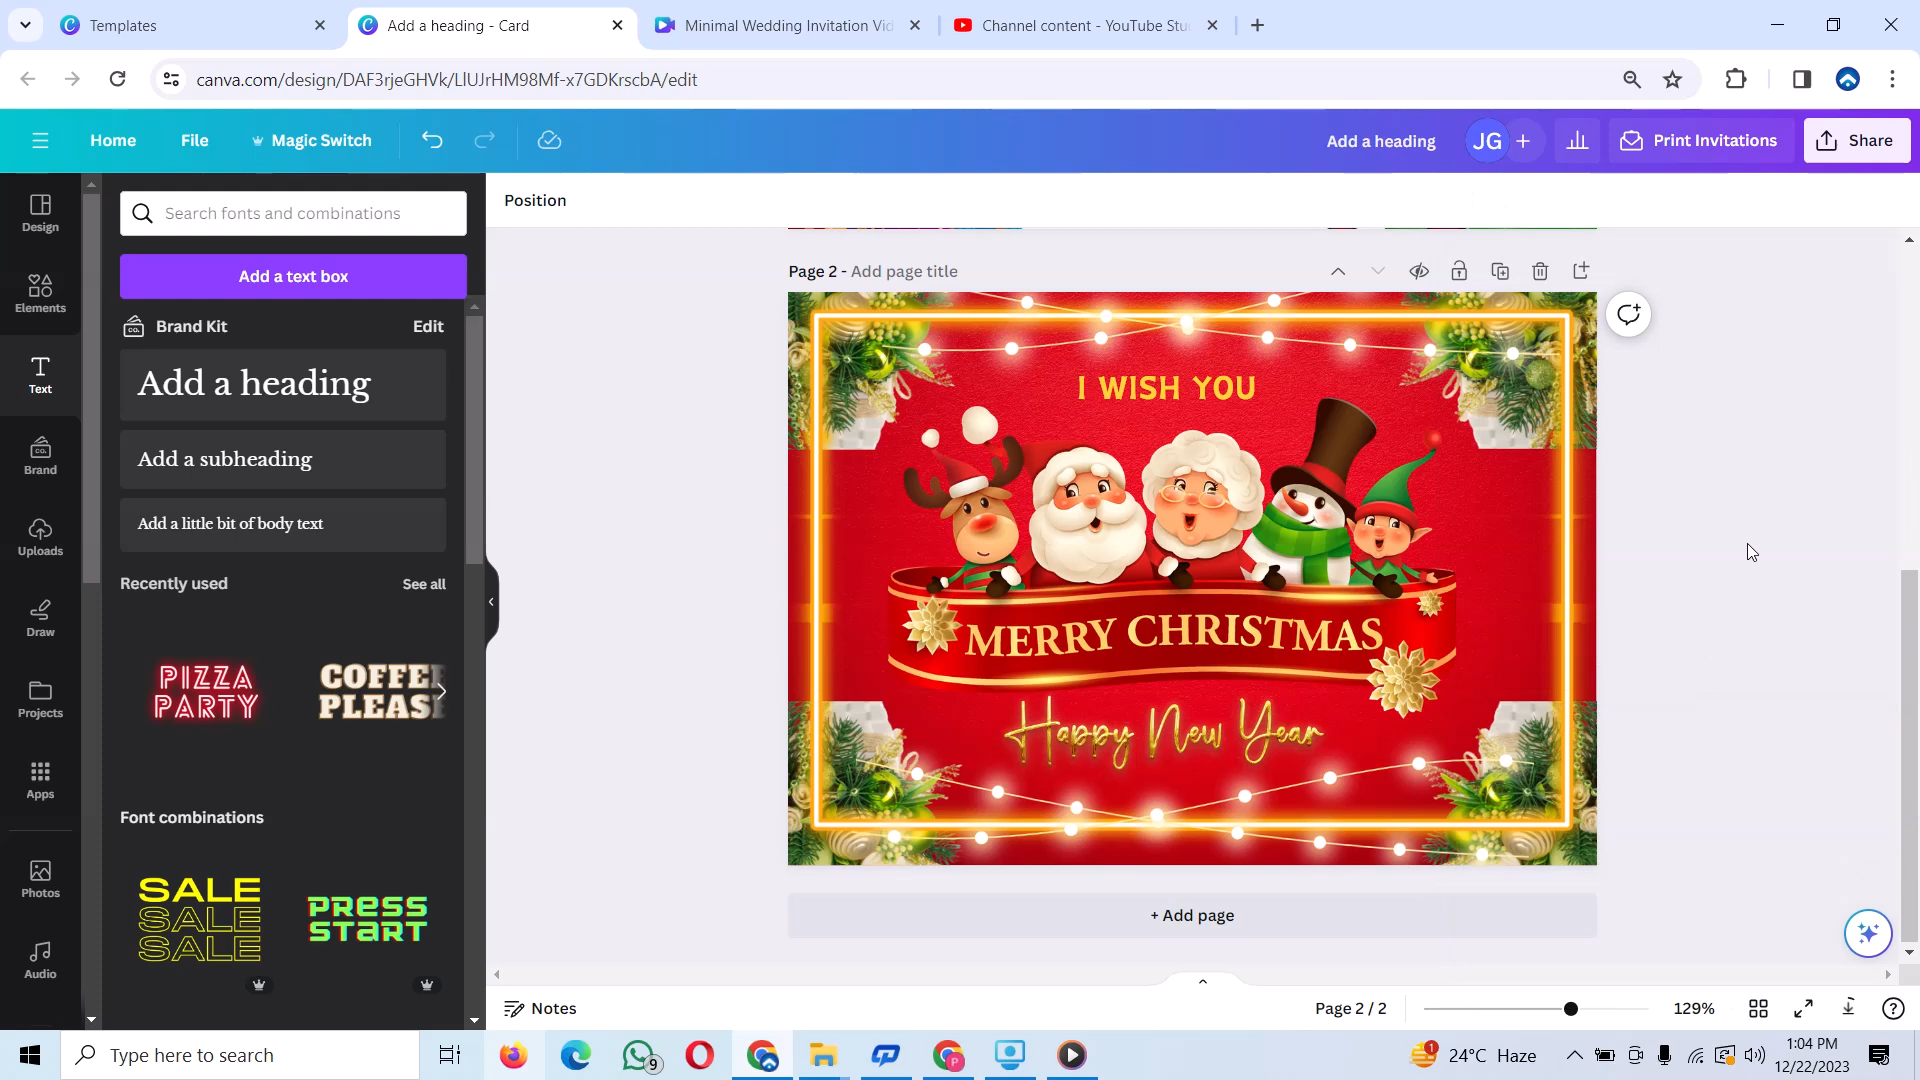 Templates
Add a heading - Card
Minimal Wedding Invitation Vid
Channel content - YouTube Stu
canva.com/design/DAF3rjeGHVk/LlUJrHM98Mf-x7GDKrscbA/edit
Home
File
Magic Switch
Add a heading
JG
Print Invitations
Share
Design
Elements
Text
Brand
Uploads
Draw
Projects
Apps
Photos
Audio
Search fonts and combinations
Add a text box
Brand Kit
Edit
Add a heading
Add a subheading
Add a little bit of body text
Recently used
See all
PIZZA
PARTY
COFFEE
PLEASE
Font combinations
SALE
SALE
SALE
PRESS
START
Position
Page 2 - Add page title
I WISH YOU
MERRY CHRISTMAS
Happy New Year
+ Add page
Notes
Page 2 / 2
129%
Type here to search
9
1
24°C Haze
1:04 PM
12/22/2023